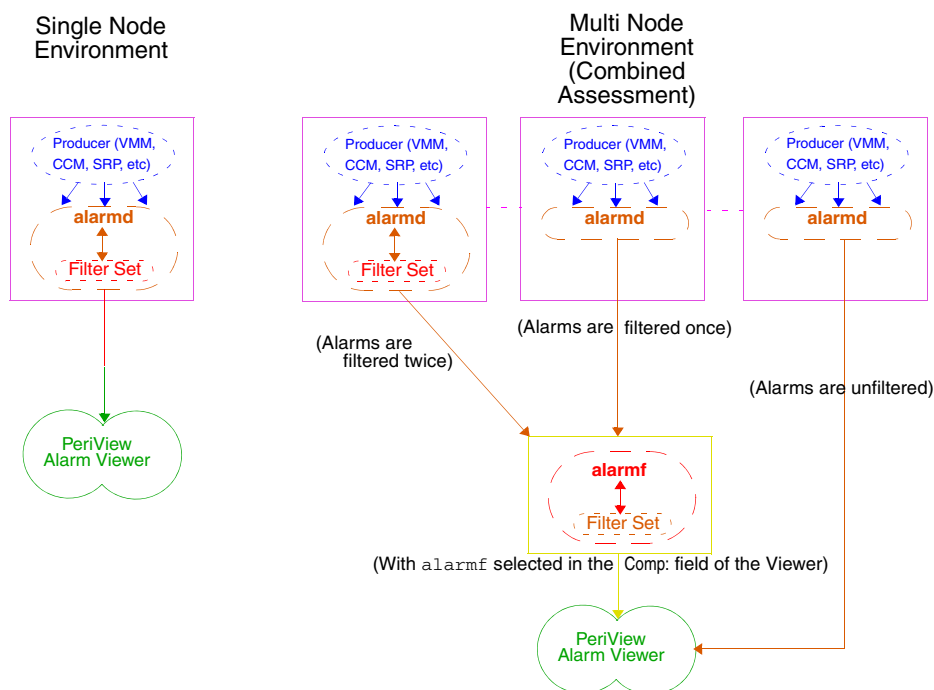 Single Node
Environment
Multi Node
Environment
(Combined
Assessment)
Producer (VMM,
CCM, SRP, etc)
alarmd
Filter Set
Producer (VMM,
CCM, SRP, etc)
alarmd
Filter Set
Producer (VMM,
CCM, SRP, etc)
alarmd
Producer (VMM,
CCM, SRP, etc)
alarmd
(Alarms are
filtered twice)
(Alarms are filtered once)
(Alarms are unfiltered)
PeriView
Alarm Viewer
alarmf
Filter Set
(With alarmf selected in the Comp: field of the Viewer)
PeriView
Alarm Viewer